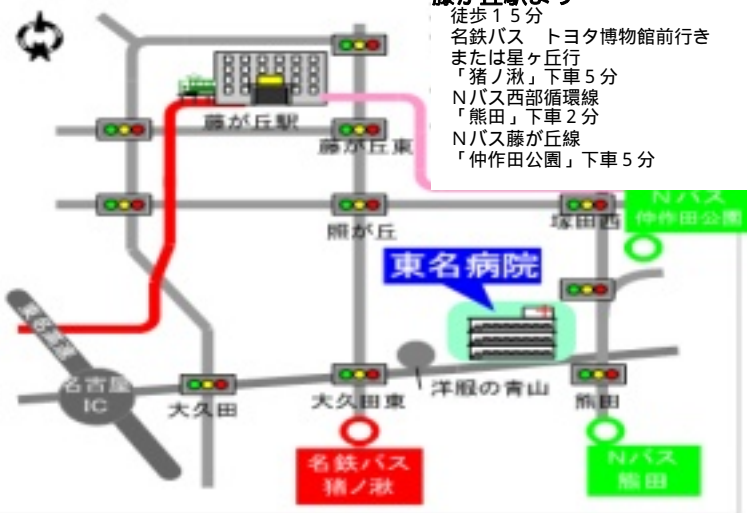 藤が丘駅より
徒歩１５分
名鉄バス　トヨタ博物館前行き
または星ヶ丘行
「猪ノ湫」下車５分
Ｎバス西部循環線
「熊田」下車２分
Ｎバス藤が丘線
「仲作田公園」下車５分
藤が丘駅
藤が丘東
照が丘
塚田西
Nバス
仲作田公園
東名病院
東名高速
名古屋
IC
大久田
大久田東
洋服の青山
熊田
名鉄バス
猪ノ湫
Nバス
熊田